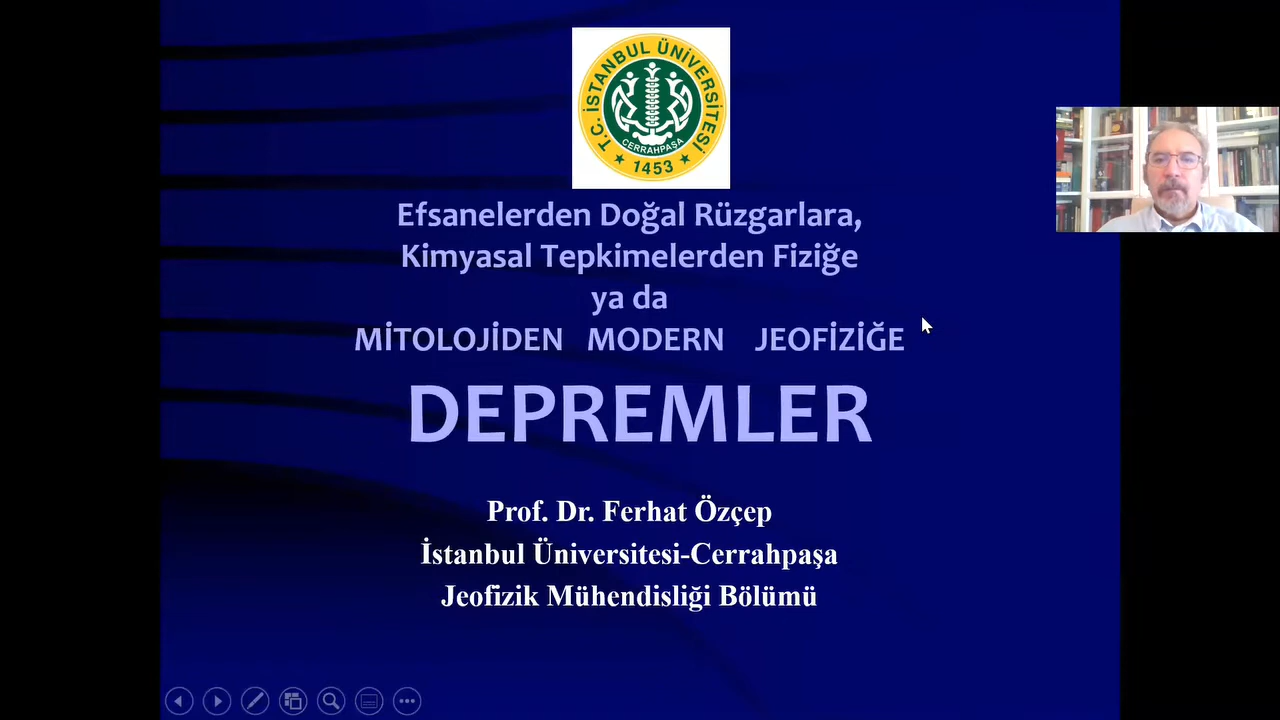 T.C. İSTANBUL ÜNİVERSİTESİ
CERRAHPAŞA
1453
Efsanelerden Doğal Rüzgarlara,
Kimyasal Tepkimelerden Fiziğe
ya da
MİTOLOJİDEN MODERN JEOFİZİĞE
DEPREMLER
Prof. Dr. Ferhat Özçep
İstanbul Üniversitesi-Cerrahpaşa
Jeofizik Mühendisliği Bölümü